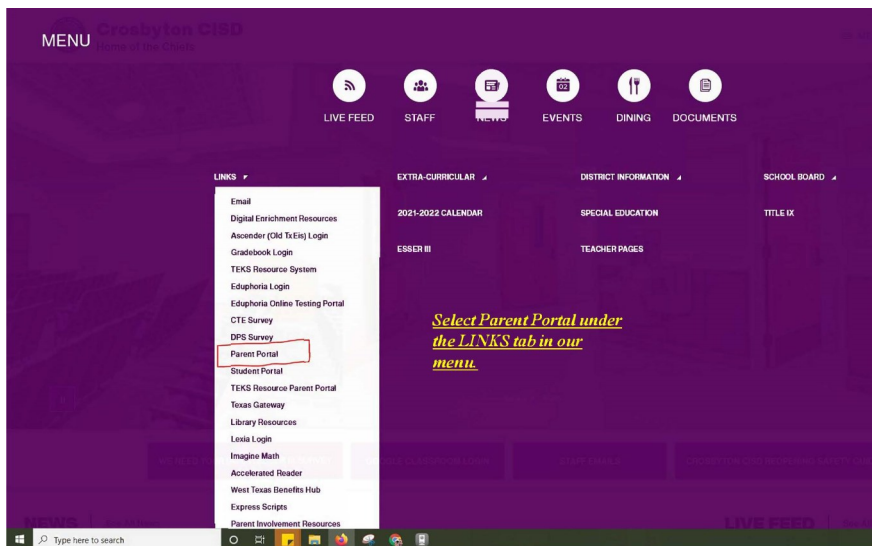 Crosbyton CISD
MENU
Home of the Chiefs
LIVE FEED
STAFF
NEWS
EVENTS
02
DINING
DOCUMENTS
LINKS
EXTRA-CURRICULAR
DISTRICT INFORMATION
SCHOOL BOARD
Email
Digital Enrichment Resources
Ascender (Old TxEis) Login
Gradebook Login
TEKS Resource System
Eduphoria Login
Eduphoria Online Testing Portal
CTE Survey
DPS Survey
Parent Portal
Student Portal
TEKS Resource Parent Portal
Texas Gateway
Library Resources
Lexia Login
Imagine Math
Accelerated Reader
West Texas Benefits Hub
Express Scripts
Parent Involvement Resources
2021-2022 CALENDAR
SPECIAL EDUCATION
TITLE IX
ESSER III
TEACHER PAGES
Select Parent Portal under
the LINKS tab in our
menu.
NEWS
LIVE FEED
Type here to search